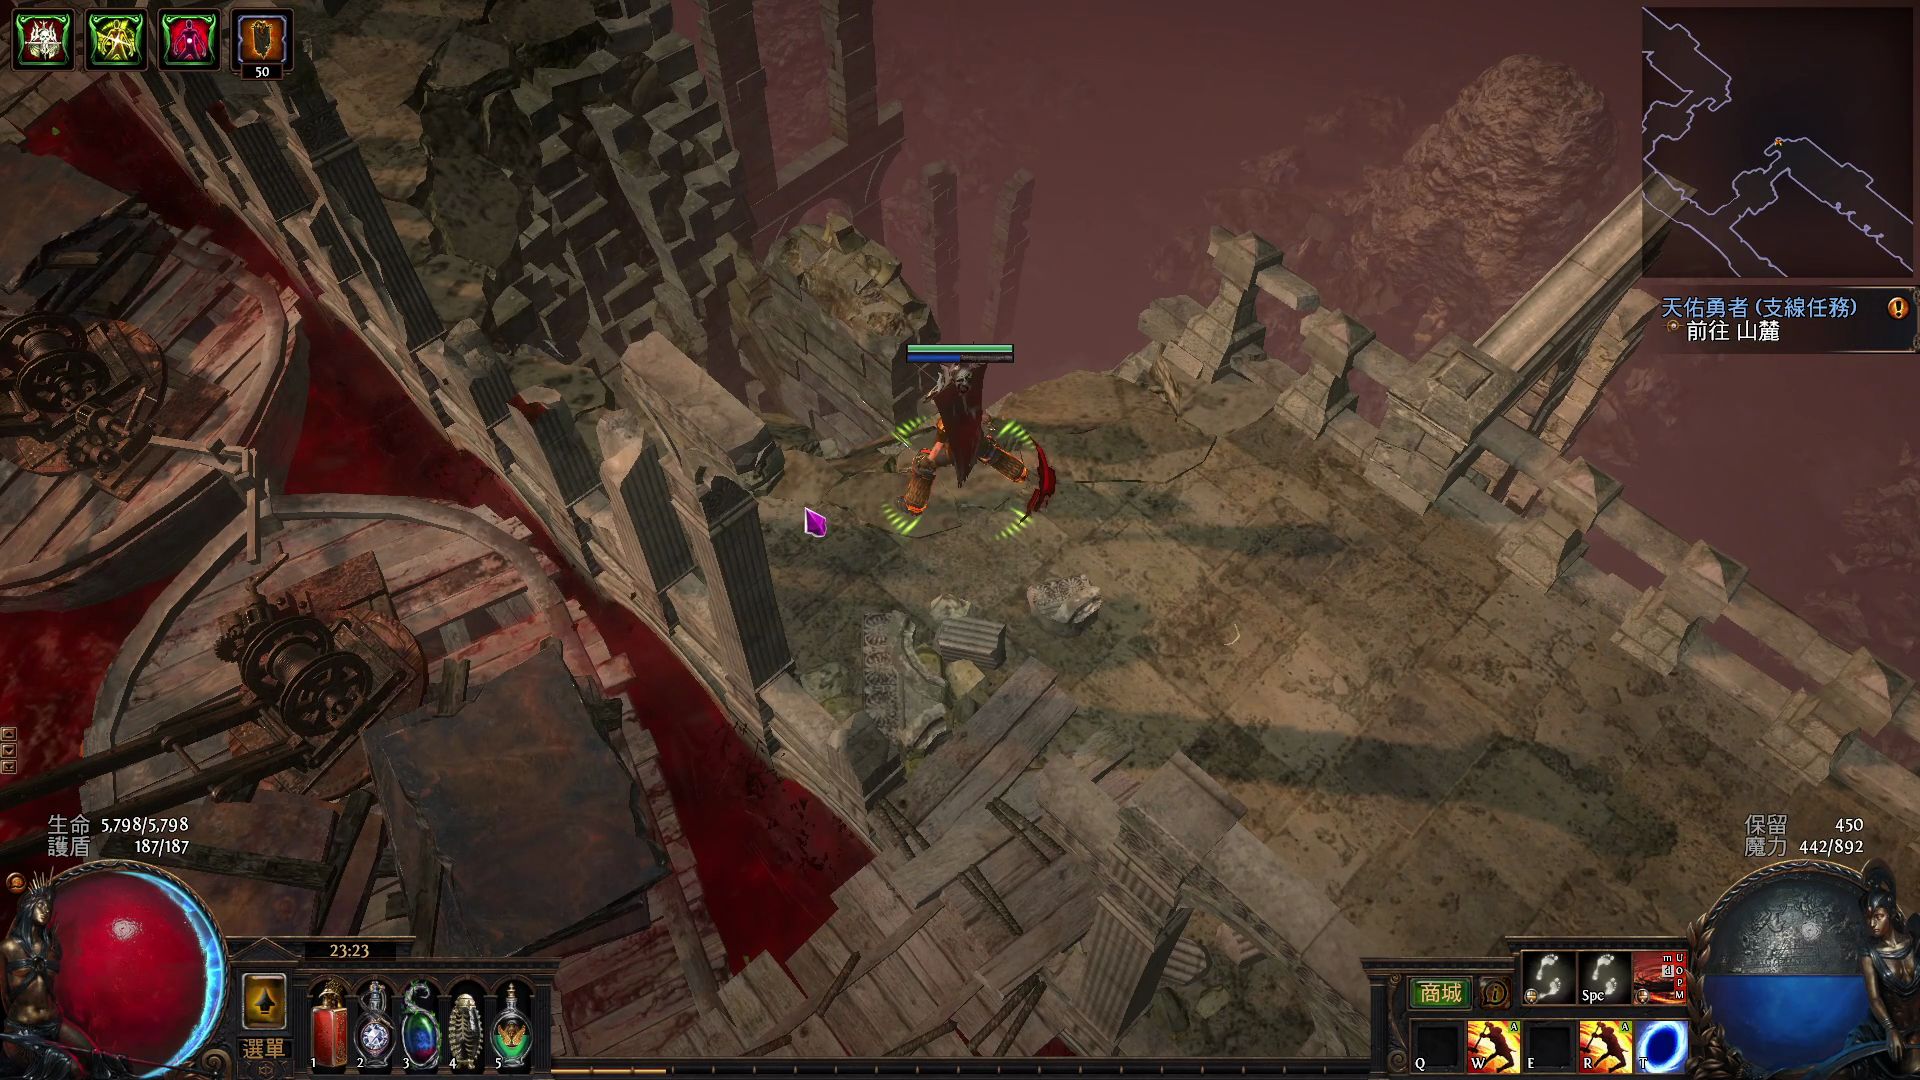 50
天佑勇者 (支線任務)
前往 山麓
生命 5,798/5,798
護盾 187/187
保留 450
魔力 442/892
23:23
選單
1
2
3
4
5
商城
Spc
m U
d O
P
M
Q
W
A
E
R
A
T